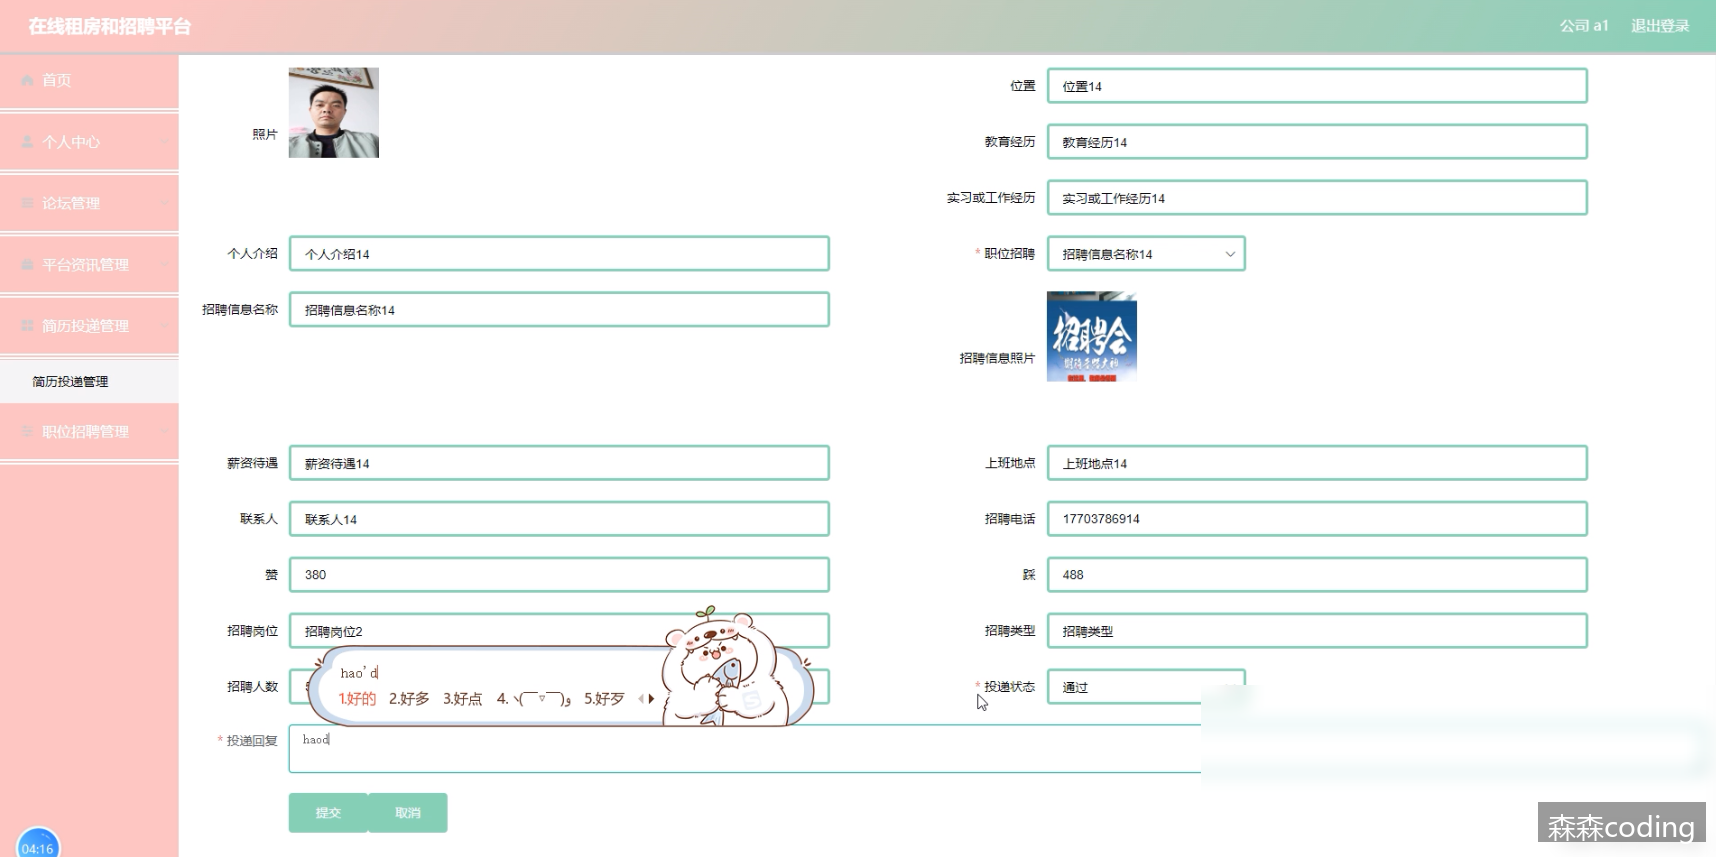 在线租房和招聘平台
公司 a1
退出登录
首页
个人中心
论坛管理
平台资讯管理
简历投递管理
简历投递管理
职位招聘管理
照片
位置
位置14
教育经历
教育经历14
实习或工作经历
实习或工作经历14
个人介绍
个人介绍14
* 职位招聘
招聘信息名称14
招聘信息名称
招聘信息名称14
招聘信息照片
招聘会
薪资待遇
薪资待遇14
上班地点
上班地点14
联系人
联系人14
招聘电话
17703786914
赞
380
踩
488
招聘岗位
招聘岗位2
招聘类型
招聘类型
招聘人数
hao'd
1.好的 2.好多 3.好点 4.ヽ(￣▽￣)و 5.好歹
* 投递状态
通过
* 投递回复
haod
提交
取消
04:16
森森coding